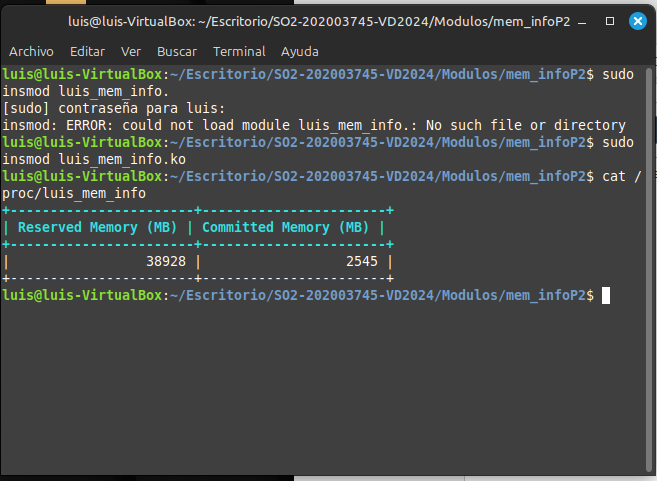 luis@luis-VirtualBox:~/Escritorio/SO2-202003745-VD2024/Modulos/mem_infoP2
Archivo Editar Ver Buscar Terminal Ayuda
luis@luis-VirtualBox:~/Escritorio/SO2-202003745-VD2024/Modulos/mem_infoP2$ sudo
insmod luis_mem_info.
[sudo] contraseña para luis:
insmod: ERROR: could not load module luis_mem_info.: No such file or directory
luis@luis-VirtualBox:~/Escritorio/SO2-202003745-VD2024/Modulos/mem_infoP2$ sudo
insmod luis_mem_info.ko
luis@luis-VirtualBox:~/Escritorio/SO2-202003745-VD2024/Modulos/mem_infoP2$ cat /
proc/luis_mem_info
+-----------------------+-----------------------+
| Reserved Memory (MB) | Committed Memory (MB) |
+-----------------------+-----------------------+
|                 38928 |                  2545 |
+-----------------------+-----------------------+
luis@luis-VirtualBox:~/Escritorio/SO2-202003745-VD2024/Modulos/mem_infoP2$